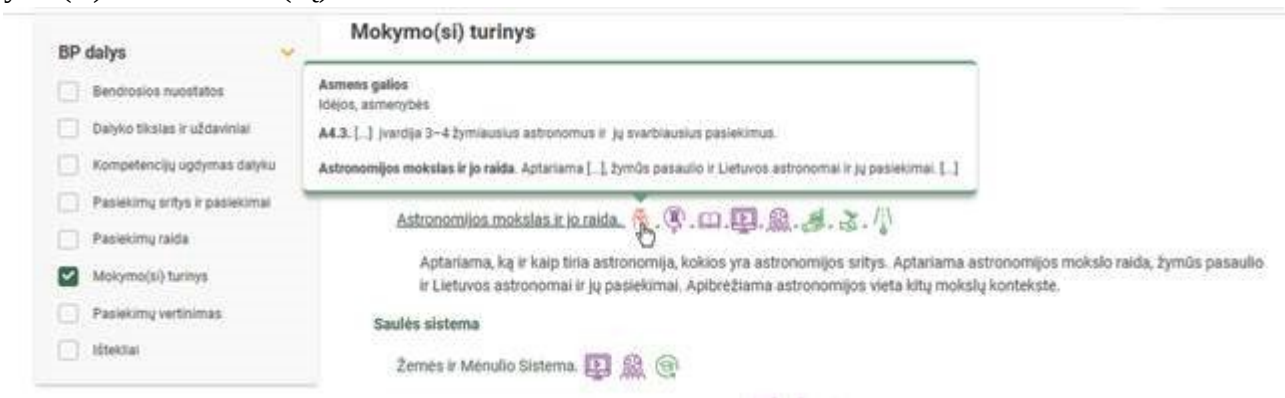 Mokymo(si) turinys
BP dalys
Bendrosios nuostatos
Dalyko tikslas ir uždaviniai
Kompetencijų ugdymas dalyku
Pasiekimų sritys ir pasiekimai
Pasiekimų raida
Mokymo(si) turinys
Pasiekimų vertinimas
Ištekliai
Asmens galios
Idėjos, asmenybės
A4.3. [...] Įvardija 3–4 žymiausius astronomus ir jų svarbiausius pasiekimus.
Astronomijos mokslas ir jo raida. Aptariama [...], žymūs pasaulio ir Lietuvos astronomai ir jų pasiekimai. [...]
Astronomijos mokslas ir jo raida.
Aptariama, ką ir kaip tiria astronomija, kokios yra astronomijos sritys. Aptariama astronomijos mokslo raida, žymūs pasaulio
ir Lietuvos astronomai ir jų pasiekimai. Apibrėžiama astronomijos vieta kitų mokslų kontekste.
Saulės sistema
Žemės ir Mėnulio Sistema.